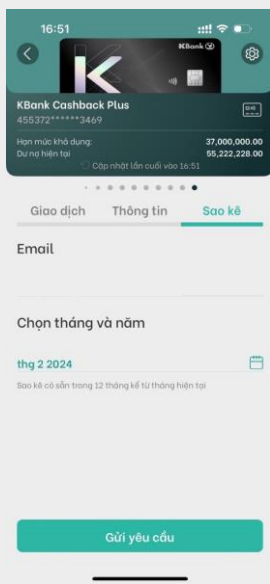 16:51
KBank
KBank Cashback Plus
455372******3469
Hạn mức khả dụng: 37,000,000.00
Dư nợ hiện tại 55,222,228.00
Cập nhật lần cuối vào 16:51
Giao dịch Thông tin Sao kê
Email
Chọn tháng và năm
thg 2 2024
Sao kê có sẵn trong 12 tháng kể từ tháng hiện tại
Gửi yêu cầu